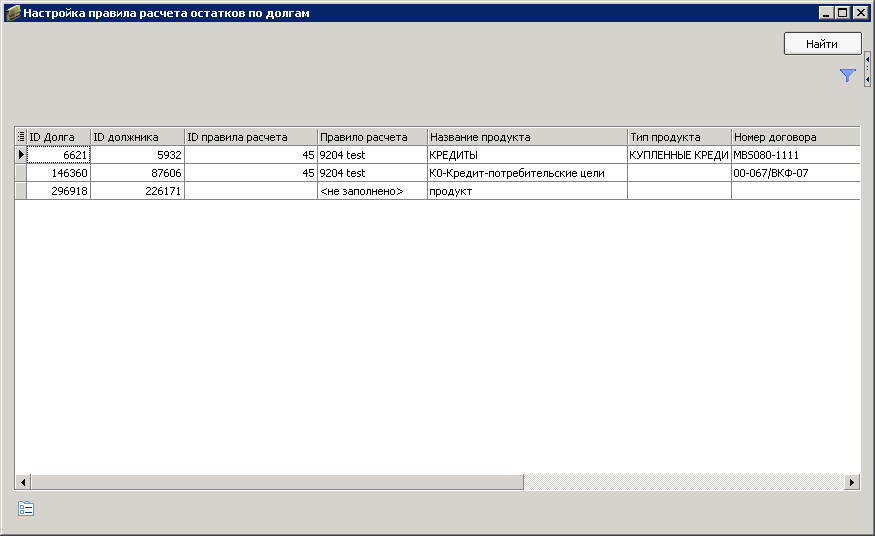 Настройка правила расчета остатков по долгам
Найти
ID Долга ID должника ID правила расчета Правило расчета Название продукта Тип продукта Номер договора
6621 5932 45 9204 test КРЕДИТЫ КУПЛЕННЫЕ КРЕДИ MBS080-1111
146360 87606 45 9204 test К0-Кредит-потребительские цели 00-067/ВКФ-07
296918 226171 <не заполнено> продукт